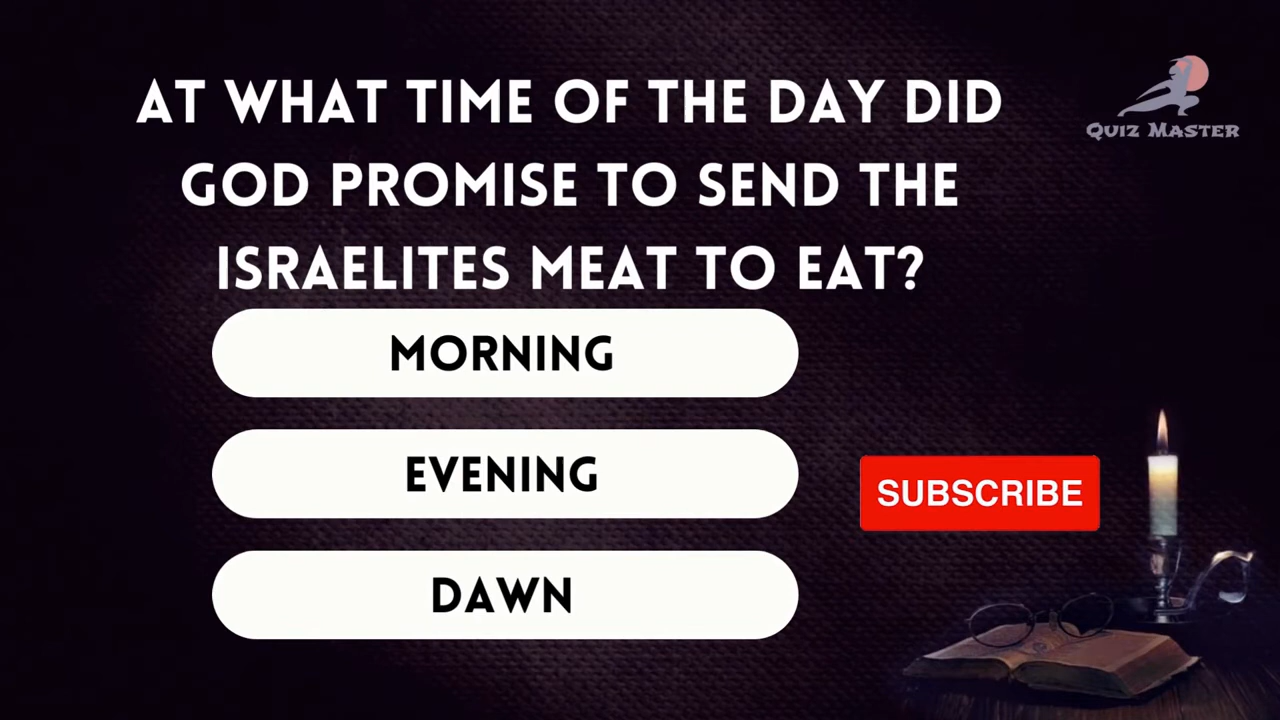 AT WHAT TIME OF THE DAY DID
GOD PROMISE TO SEND THE
ISRAELITES MEAT TO EAT?
QUIZ MASTER
MORNING
EVENING
DAWN
SUBSCRIBE